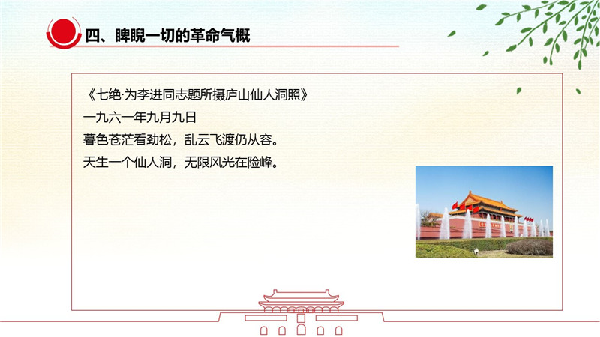 四、睥睨一切的革命气概
《七绝·为李进同志题所摄庐山仙人洞照》
一九六一年九月九日
暮色苍茫看劲松，乱云飞渡仍从容。
天生一个仙人洞，无限风光在险峰。